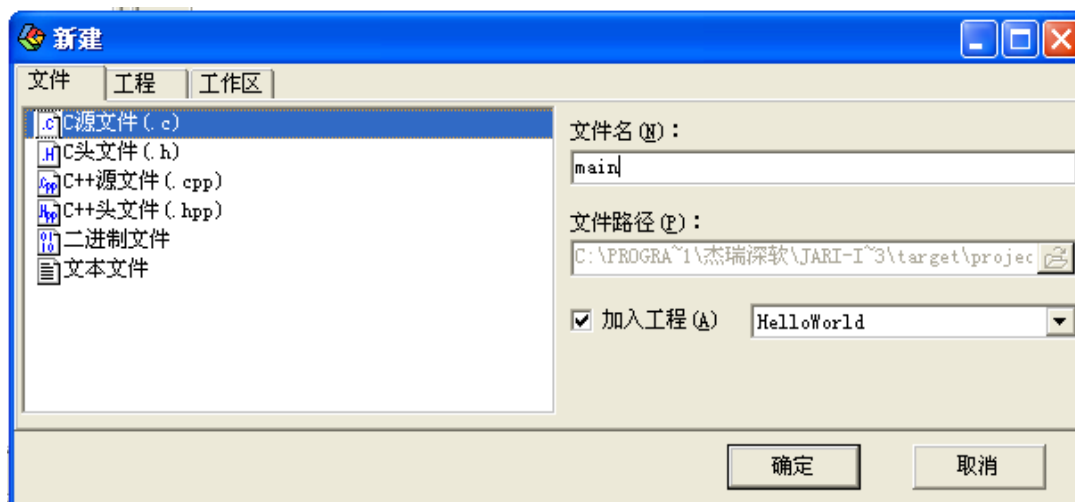 新建
文件 工程 工作区
C源文件(.c)
C头文件(.h)
C++源文件(.cpp)
C++头文件(.hpp)
二进制文件
文本文件
文件名(N)：
main
文件路径(P)：
C:\PROGRA~1\杰瑞深软\JARI-I~3\target\projec
加入工程(A) HelloWorld
确定 取消